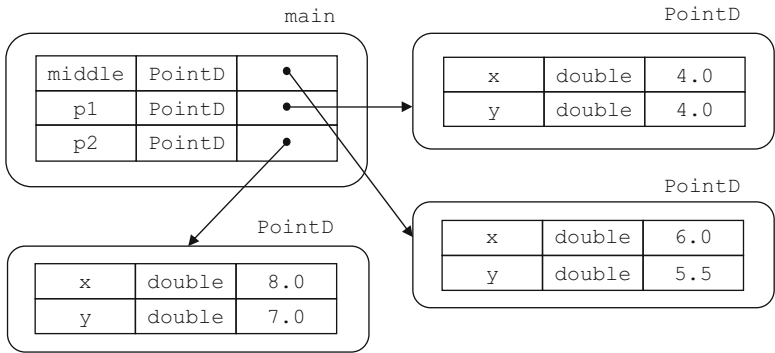 main
middle PointD
p1 PointD
p2 PointD
PointD
x double 4.0
y double 4.0
PointD
x double 6.0
y double 5.5
PointD
x double 8.0
y double 7.0